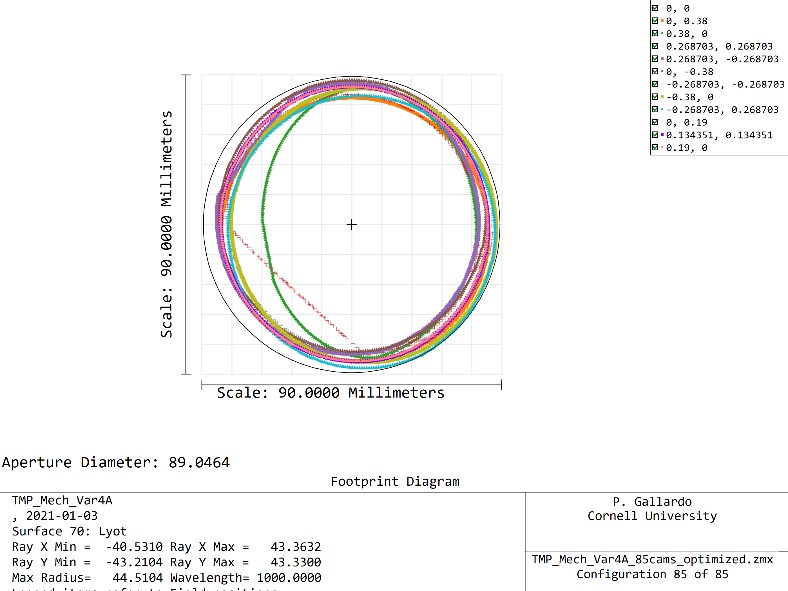 0, 0
0, 0.38
0.38, 0
0.268703, 0.268703
0.268703, -0.268703
0, -0.38
-0.268703, -0.268703
-0.38, 0
-0.268703, 0.268703
0, 0.19
0.134351, 0.134351
0.19, 0
Scale: 90.0000 Millimeters
Scale: 90.0000 Millimeters
Aperture Diameter: 89.0464
Footprint Diagram
TMP_Mech_Var4A
, 2021-01-03
Surface 70: Lyot
Ray X Min = -40.5310 Ray X Max = 43.3632
Ray Y Min = -43.2104 Ray Y Max = 43.3300
Max Radius= 44.5104 Wavelength= 1000.0000
P. Gallardo
Cornell University
TMP_Mech_Var4A_85cams_optimized.zmx
Configuration 85 of 85